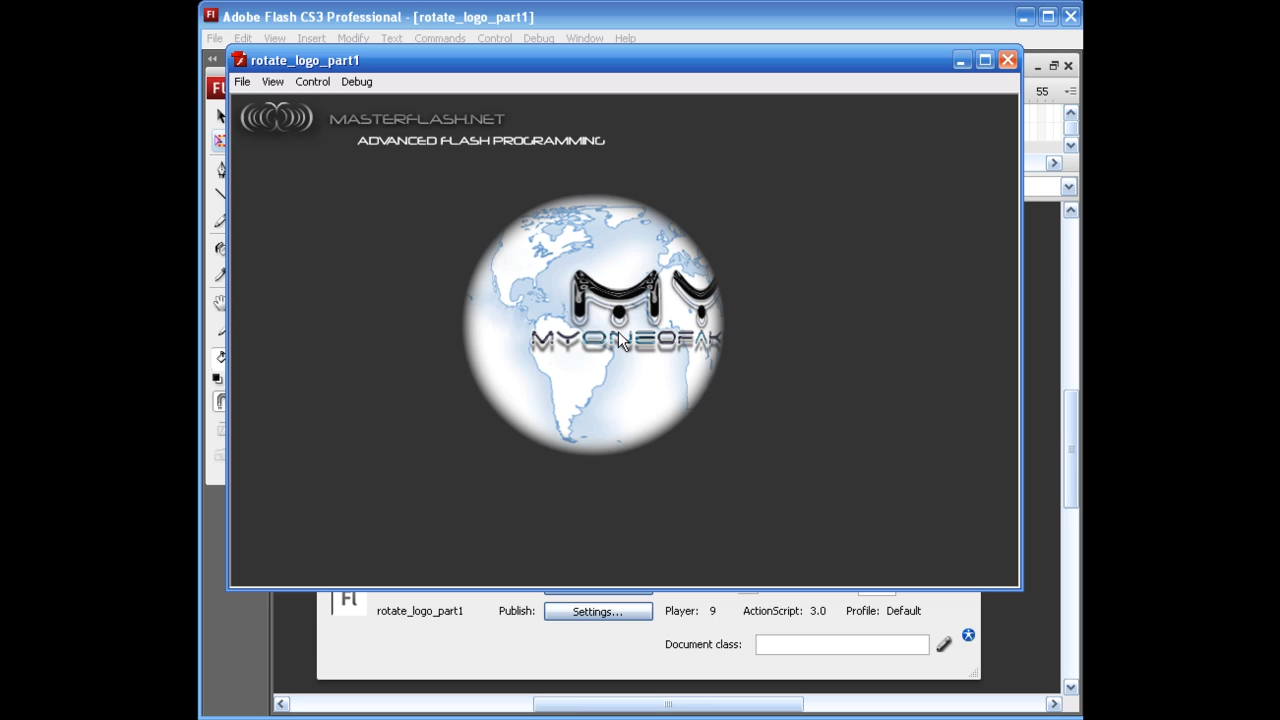 Adobe Flash CS3 Professional - [rotate_logo_part1]
File Edit View Insert Modify Text Commands Control Debug Window Help
rotate_logo_part1
File View Control Debug
55
MASTERFLASH.NET
ADVANCED FLASH PROGRAMMING
MYONEOFAK
Fl
rotate_logo_part1 Publish: Settings... Player: 9 ActionScript: 3.0 Profile: Default
Document class: